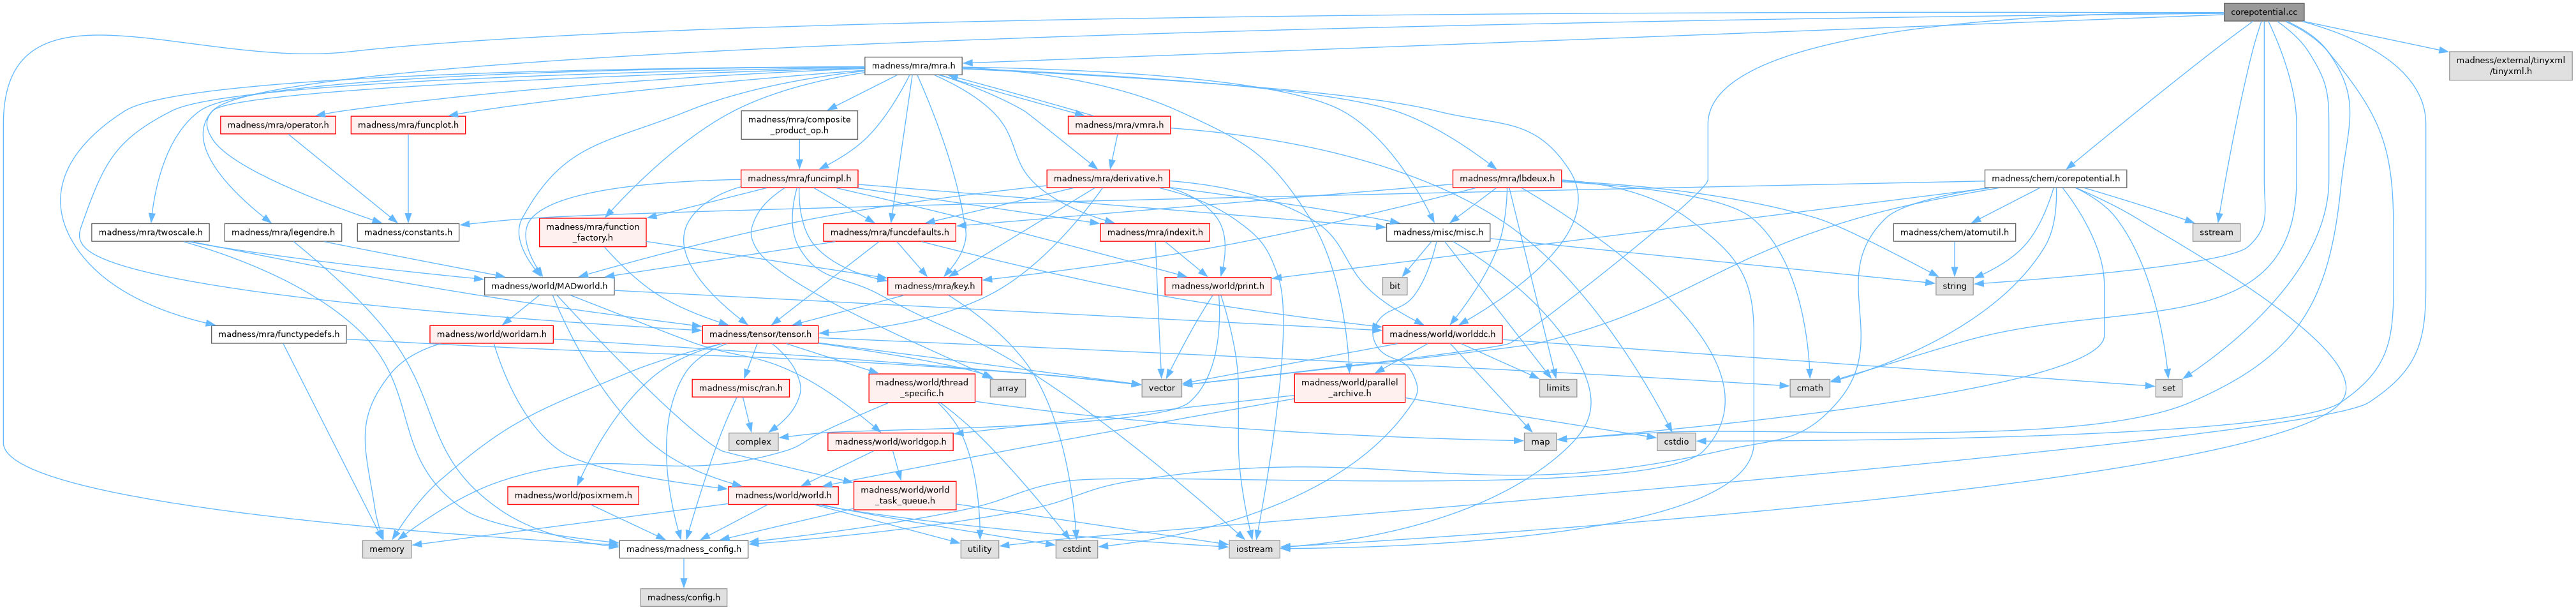 corepotential.cc
madness/mra/mra.h
madness/external/tinyxml
/tinyxml.h
madness/mra/operator.h
madness/mra/funcplot.h
madness/mra/composite
_product_op.h
madness/mra/vmra.h
madness/mra/funcimpl.h
madness/mra/derivative.h
madness/mra/lbdeux.h
madness/chem/corepotential.h
madness/mra/twoscale.h
madness/mra/legendre.h
madness/constants.h
madness/mra/function
_factory.h
madness/mra/funcdefaults.h
madness/mra/indexit.h
madness/misc/misc.h
madness/chem/atomutil.h
sstream
madness/world/MADworld.h
madness/mra/key.h
madness/world/print.h
bit
string
madness/mra/functypedefs.h
madness/world/worldam.h
madness/tensor/tensor.h
madness/world/worlddc.h
madness/misc/ran.h
madness/world/thread
_specific.h
array
vector
madness/world/parallel
_archive.h
limits
cmath
set
complex
madness/world/worldgop.h
map
cstdio
madness/world/posixmem.h
madness/world/world.h
madness/world/world
_task_queue.h
memory
madness/madness_config.h
utility
cstdint
iostream
madness/config.h